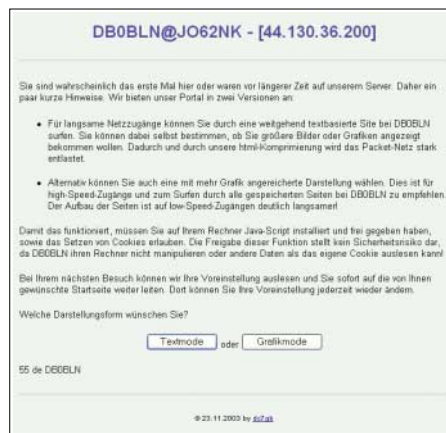 DB0BLN@JO62NK - [44.130.36.200]
Sie sind wahrscheinlich das erste Mal hier oder waren vor längerer Zeit auf unserem Server. Daher ein
paar kurze Hinweise. Wir bieten unser Portal in zwei Versionen an:
• Für langsame Netzzugänge können Sie durch eine weitgehend textbasierte Site bei DB0BLN
surfen. Sie können dabei selbst bestimmen, ob Sie größere Bilder oder Grafiken angezeigt
bekommen wollen. Dadurch und durch unsere html-Komprimierung wird das Packet-Netz stark
entlastet.
• Alternativ können Sie auch eine mit mehr Grafik angereicherte Darstellung wählen. Dies ist für
high-Speed-Zugänge und zum Surfen durch alle gespeicherten Seiten bei DB0BLN zu empfehlen.
Der Aufbau der Seiten ist auf low-Speed-Zugängen deutlich langsamer!
Damit das funktioniert, müssen Sie auf Ihrem Rechner Java-Script installiert und frei gegeben haben,
sowie das Setzen von Cookies erlauben. Die Freigabe dieser Funktion stellt kein Sicherheitsrisiko dar,
da DB0BLN ihren Rechner nicht manipulieren oder andere Daten als das eigene Cookie auslesen kann!
Bei Ihrem nächsten Besuch können wir Ihre Voreinstellung auslesen und Sie sofort auf die von Ihnen
gewünschte Startseite weiter leiten. Dort können Sie Ihre Voreinstellung jederzeit wieder ändern.
Welche Darstellungsform wünschen Sie?
Textmode oder Grafikmode
55 de DB0BLN
© 23.11.2003 by